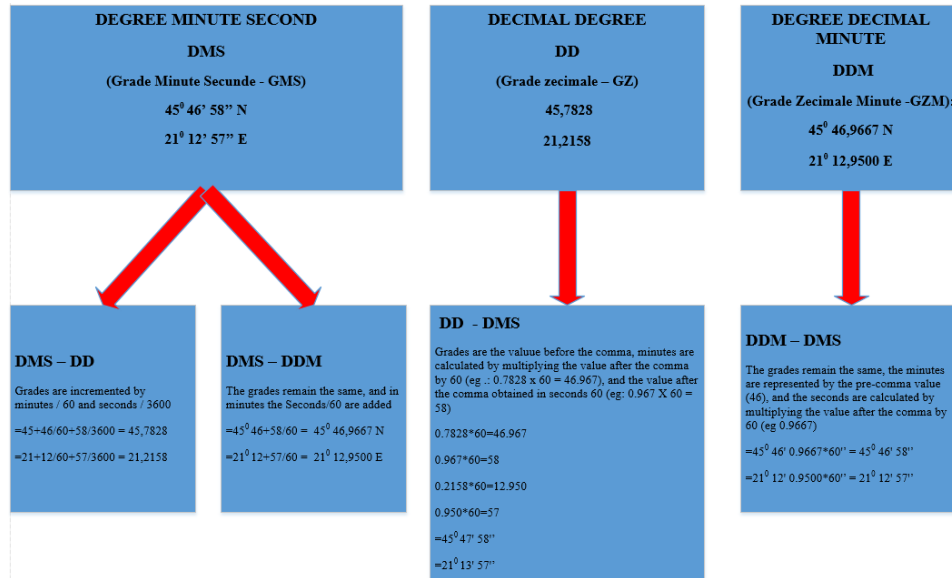 DEGREE MINUTE SECOND
DMS
(Grade Minute Secunde - GMS)
45⁰ 46’ 58” N
21⁰ 12’ 57” E
DECIMAL DEGREE
DD
(Grade zecimale – GZ)
45,7828
21,2158
DEGREE DECIMAL
MINUTE
DDM
(Grade Zecimale Minute -GZM):
45⁰ 46,9667 N
21⁰ 12,9500 E
DMS – DD
Grades are incremented by
minutes / 60 and seconds / 3600
=45+46/60+58/3600 = 45,7828
=21+12/60+57/3600 = 21,2158
DMS – DDM
The grades remain the same, and in
minutes the Seconds/60 are added
=45⁰ 46+58/60 = 45⁰ 46,9667 N
=21⁰ 12+57/60 = 21⁰ 12,9500 E
DD - DMS
Grades are the valuue before the comma, minutes are
calculated by multiplying the value after the comma
by 60 (eg .: 0.7828 x 60 = 46.967), and the value after
the comma obtained in seconds 60 (eg: 0.967 X 60 =
58)
0.7828*60=46.967
0.967*60=58
0.2158*60=12.950
0.950*60=57
=45⁰ 47' 58''
=21⁰ 13' 57''
DDM – DMS
The grades remain the same, the minutes
are represented by the pre-comma value
(46), and the seconds are calculated by
multiplying the value after the comma by
60 (eg 0.9667)
=45⁰ 46' 0.9667*60'' = 45⁰ 46' 58''
=21⁰ 12' 0.9500*60'' = 21⁰ 12' 57''